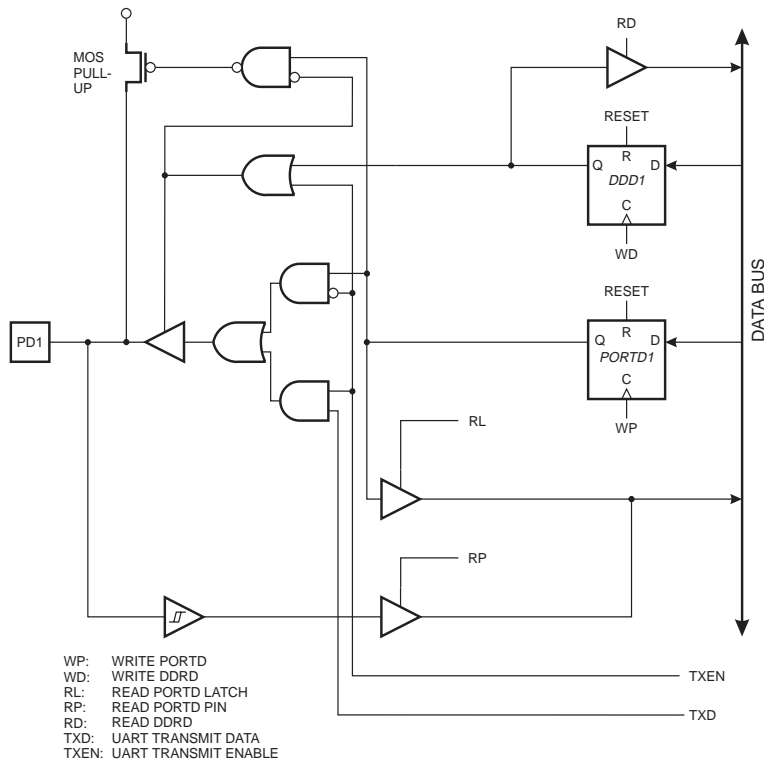 RD
MOS
PULL-
UP
RESET
R
Q D
DDD1
C
WD
RESET
R
Q D
PORTD1
C
WP
DATA BUS
PD1
RL
RP
TXEN
TXD
WP: WRITE PORTD
WD: WRITE DDRD
RL: READ PORTD LATCH
RP: READ PORTD PIN
RD: READ DDRD
TXD: UART TRANSMIT DATA
TXEN: UART TRANSMIT ENABLE